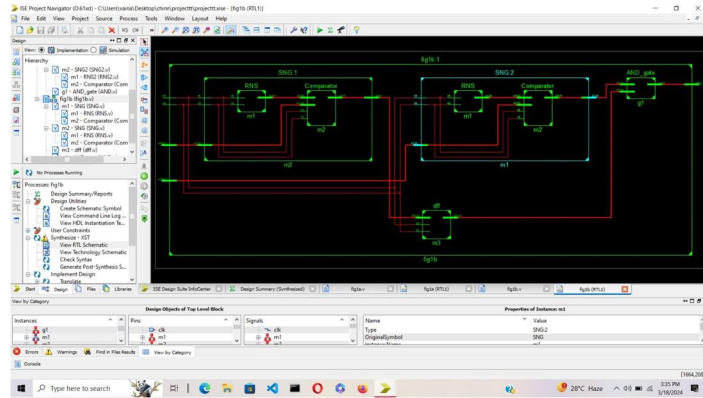 ISE Project Navigator (O.61xd) - C:\Users\vaina\Desktop\chinni\projecttt\projecttt.xise - [fig1b (RTL1)]
File Edit View Project Source Process Tools Window Layout Help
Design
View: Implementation Simulation
Hierarchy
m2 - SNG2 (SNG2.v)
m1 - RNS2 (RNS2.v)
m2 - Comparator (Com
g1 - AND_gate (AND.v)
fig1b (fig1b.v)
m1 - SNG (SNG.v)
m1 - RNS (RNS.v)
m2 - Comparator (Com
m2 - SNG (SNG.v)
m1 - RNS (RNS.v)
m2 - Comparator (Com
m3 - dff (dff.v)
No Processes Running
Processes: fig1b
Design Summary/Reports
Design Utilities
Create Schematic Symbol
View Command Line Log ...
View HDL Instantiation Te...
User Constraints
Synthesize - XST
View RTL Schematic
View Technology Schematic
Check Syntax
Generate Post-Synthesis S...
Implement Design
Translate
fig1b:1
SNG:1
SNG:2
AND_gate
RNS
Comparator
RNS
Comparator
g1
m1
m2
m1
m2
m2
m1
dff
m3
fig1b
Start Design Files Libraries
ISE Design Suite InfoCenter
Design Summary (Synthesized)
fig1a.v
fig1a (RTL5)
fig1b.v
fig1b (RTL6)
View by Category
Design Objects of Top Level Block
Properties of Instance: m1
Instances
Pins
Signals
Name
Value
g1
clk
clk
Type
SNG:2
m1
m1
m1
OriginalSymbol
SNG
Errors Warnings Find in Files Results View by Category
Console
[1664,208
Type here to search
28°C Haze
3:35 PM
3/18/2024